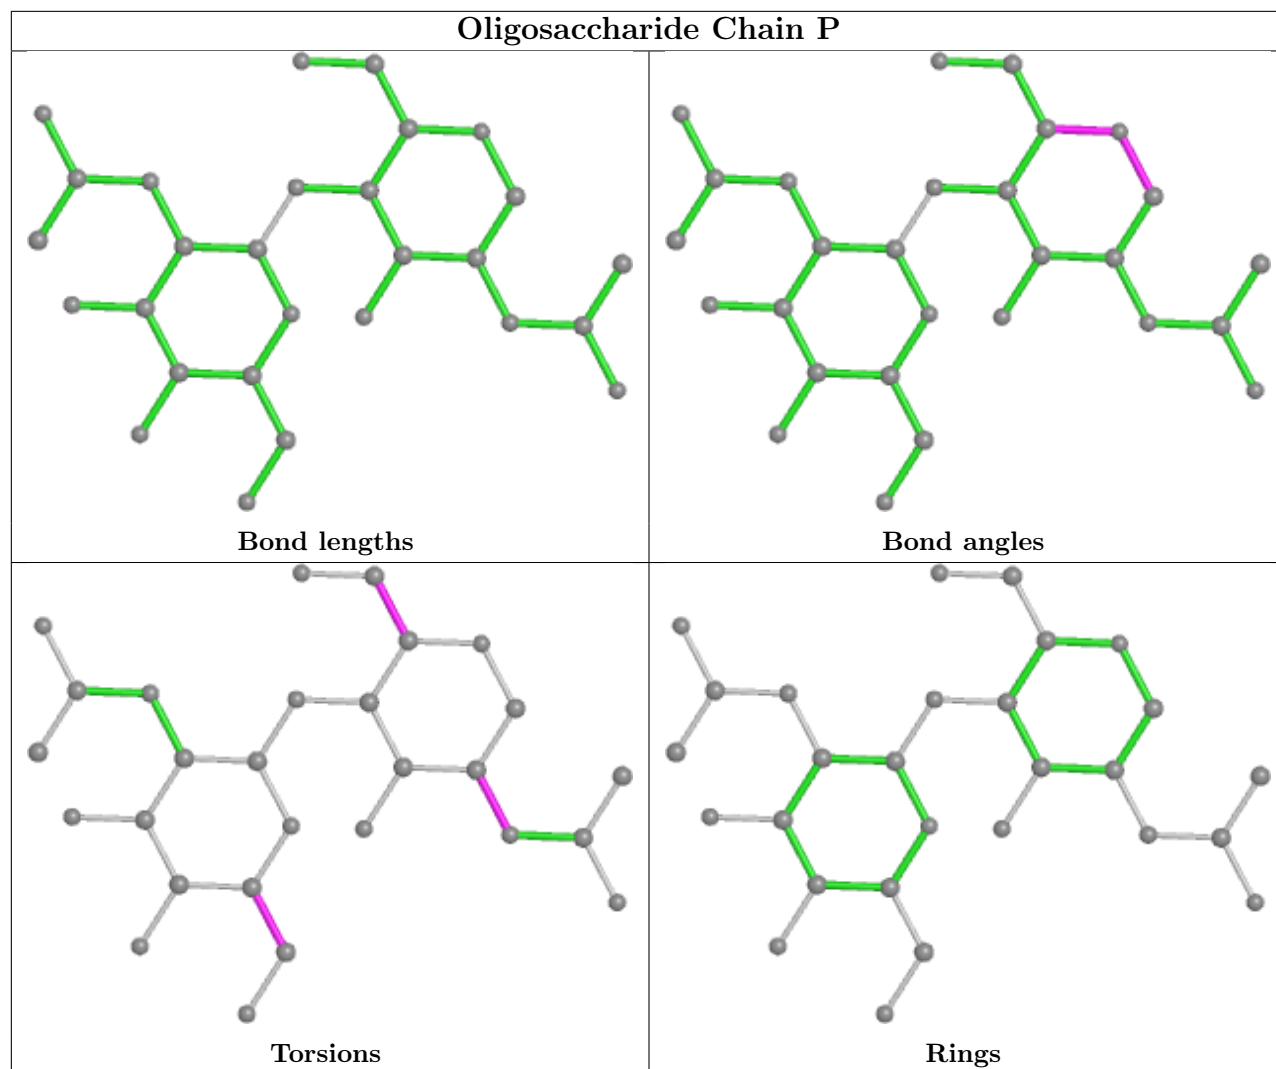 Oligosaccharide Chain P
Bond lengths
Bond angles
Torsions
Rings